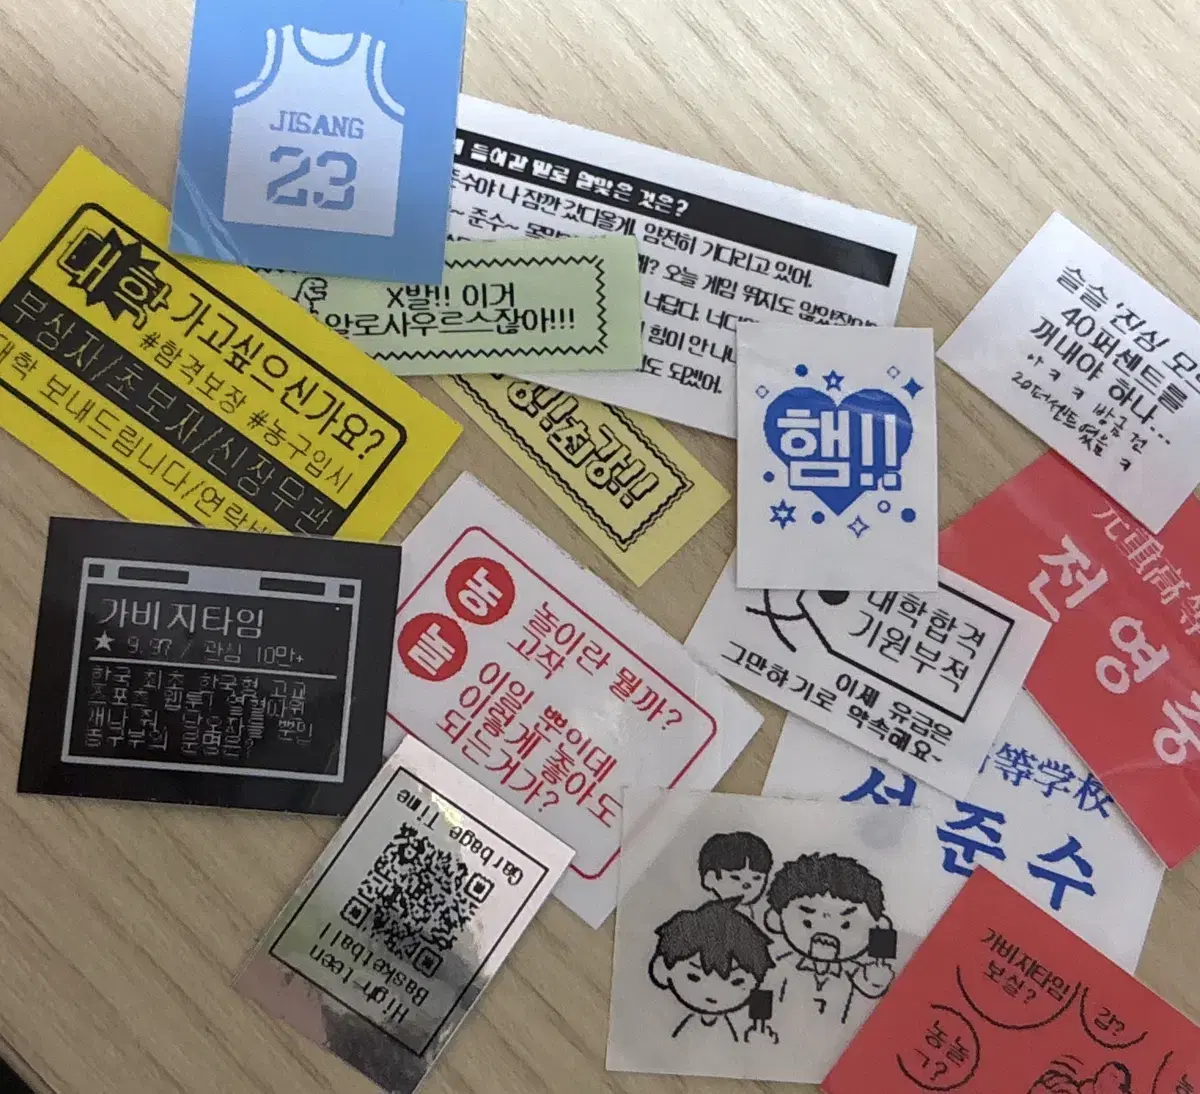 JISANG
23
들어갈 말로 알맞은 것은?
준수야 나 잠깐 갔다올게, 얌전히 기다리고 있어.
~ 준수~
오늘 게임 뛰지도 않았잖아
너답다.
힘이 안 나
도 되겠어.
X발!! 이거
알로사우르스잖아!!!
대학 가고싶으신가요?
#합격보장 #농구입시
부상자/초보자/신장무관
대학 보내드립니다/연락
햄!!
슬슬 '진심 모
40퍼센트를
꺼내야 하나...
아 ㅋㅋ 방금 건
20퍼센트였음 ㅋ
전영중
대학합격
기원부적
이제 유급은
그만하기로 약속해요~
等学校
준수
가비지타임
★ 9.97 / 관심 10만+
한국 최초 한국형 고교
스포츠 웹툰?
농
놀
놀이란 뭘까?
고작
이일 뿐인데
이렇게 좋아도
되는거가?
Garbage Time
High-teen
Basketball
가비지타임
보실?
감?
농놀
ㄱ?